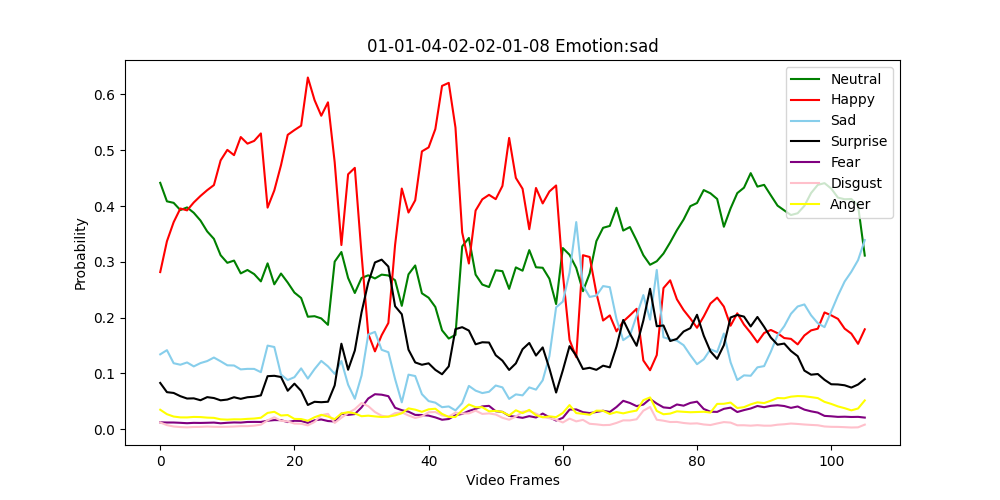 01-01-04-02-02-01-08 Emotion:sad
Probability
0.6
0.5
0.4
0.3
0.2
0.1
0.0
0 20 40 60 80 100
Video Frames
Neutral
Happy
Sad
Surprise
Fear
Disgust
Anger